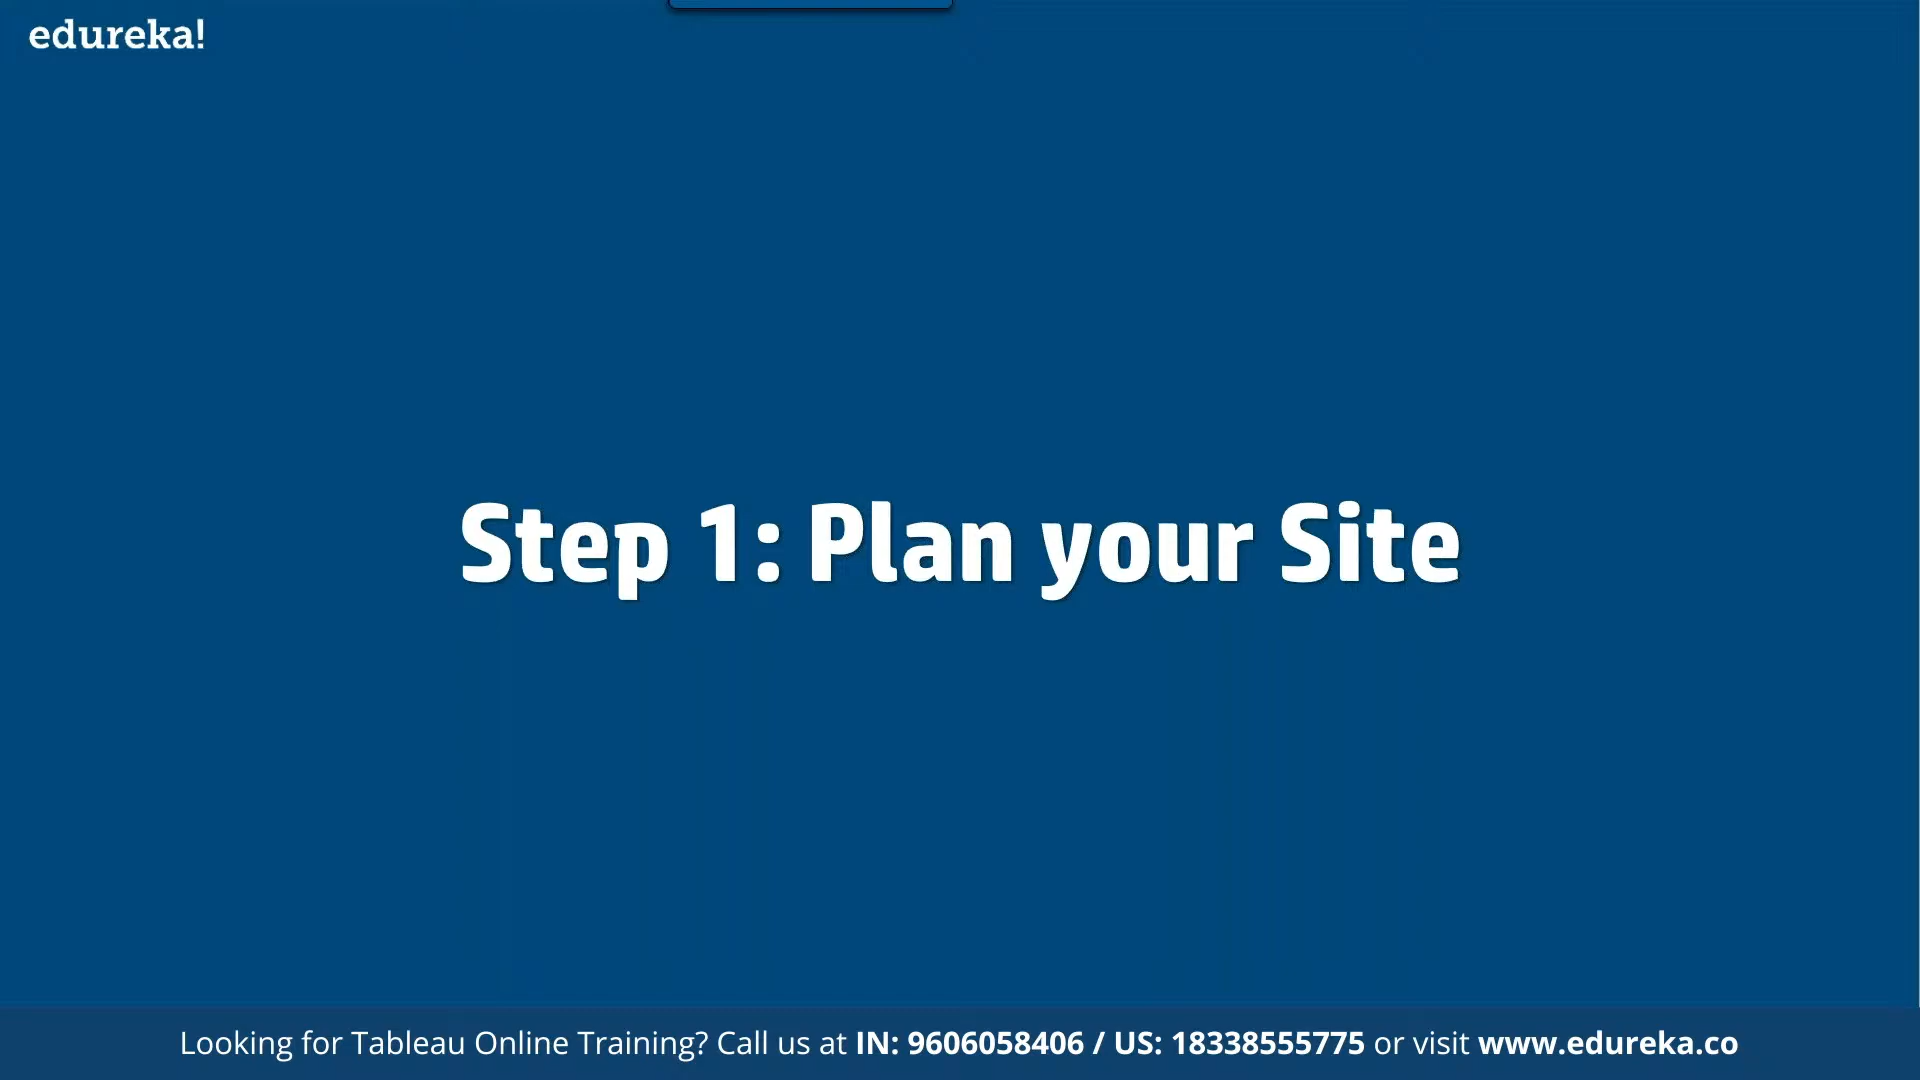 edureka!
Step 1: Plan your Site
Looking for Tableau Online Training? Call us at IN: 9606058406 / US: 18338555775 or visit www.edureka.co